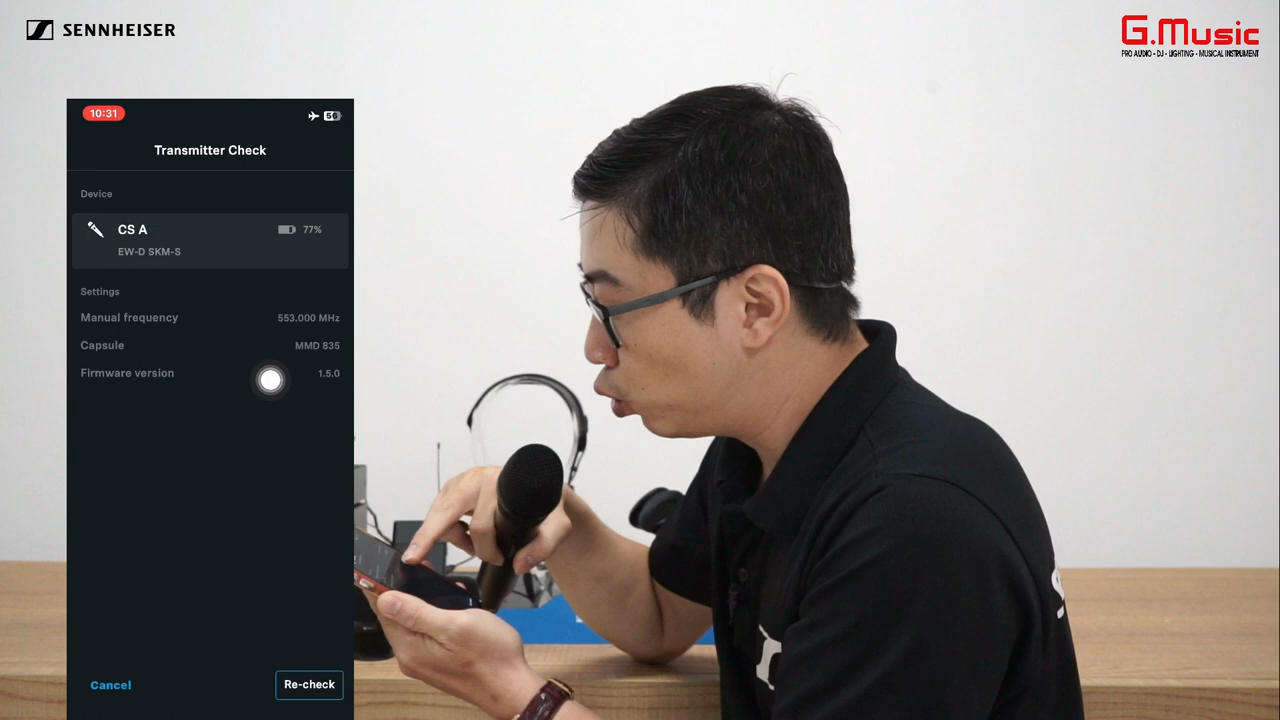 SENNHEISER
G.Music
PRO AUDIO • DJ • LIGHTING • MUSICAL INSTRUMENT
10:31
Transmitter Check
Device
CS A
77%
EW-D SKM-S
Settings
Manual frequency
553.000 MHz
Capsule
MMD 835
Firmware version
1.5.0
Cancel
Re-check